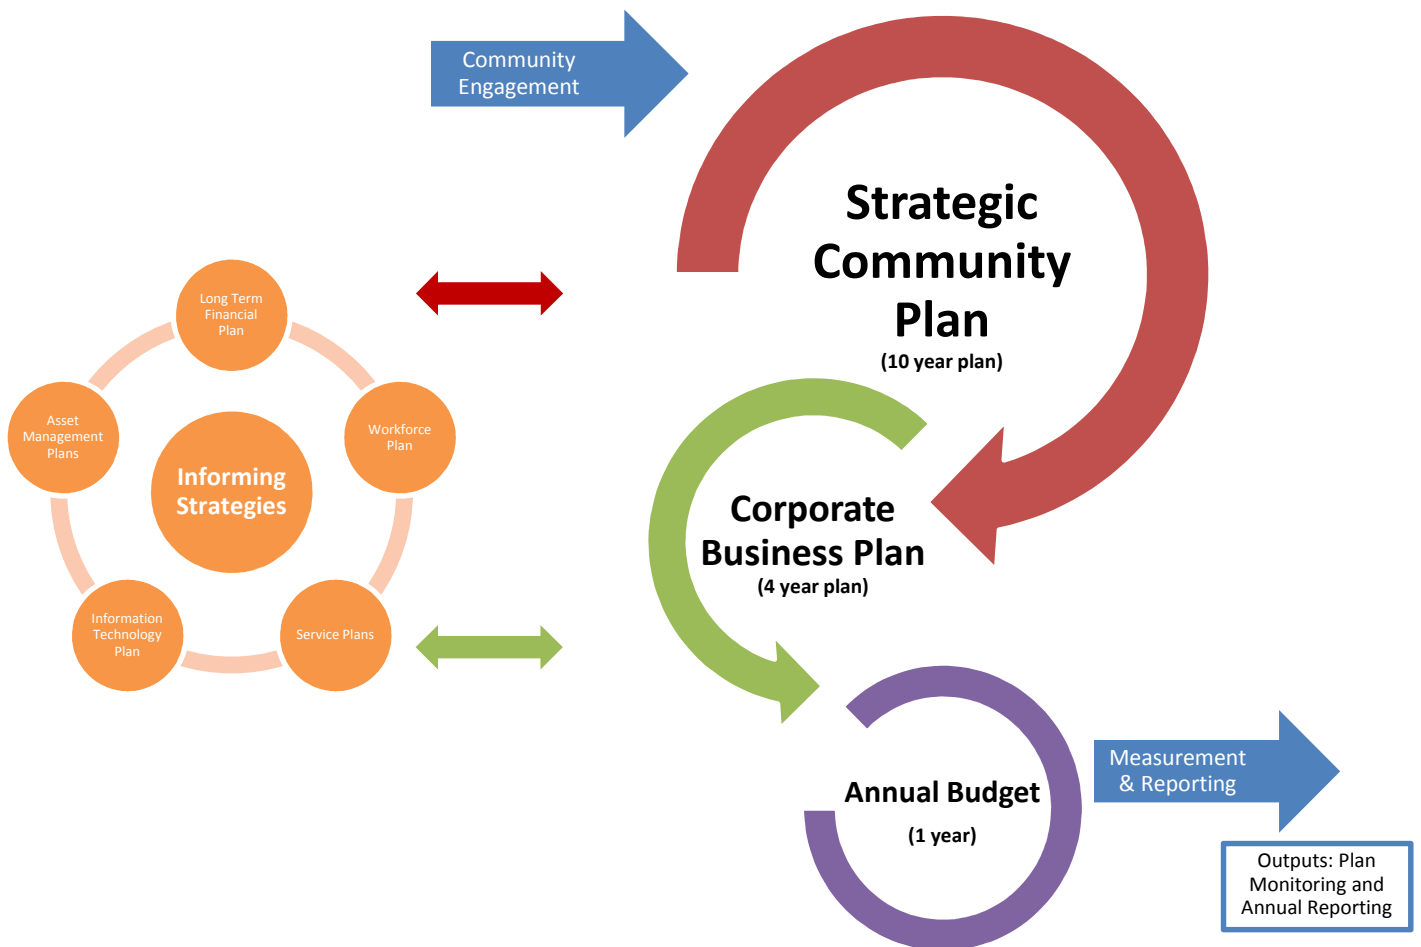 Community
Engagement
Strategic
Community
Plan
(10 year plan)
Long Term
Financial
Plan
Asset
Management
Plans
Workforce
Plan
Informing
Strategies
Information
Technology
Plan
Service Plans
Corporate
Business Plan
(4 year plan)
Annual Budget
(1 year)
Measurement
& Reporting
Outputs: Plan
Monitoring and
Annual Reporting